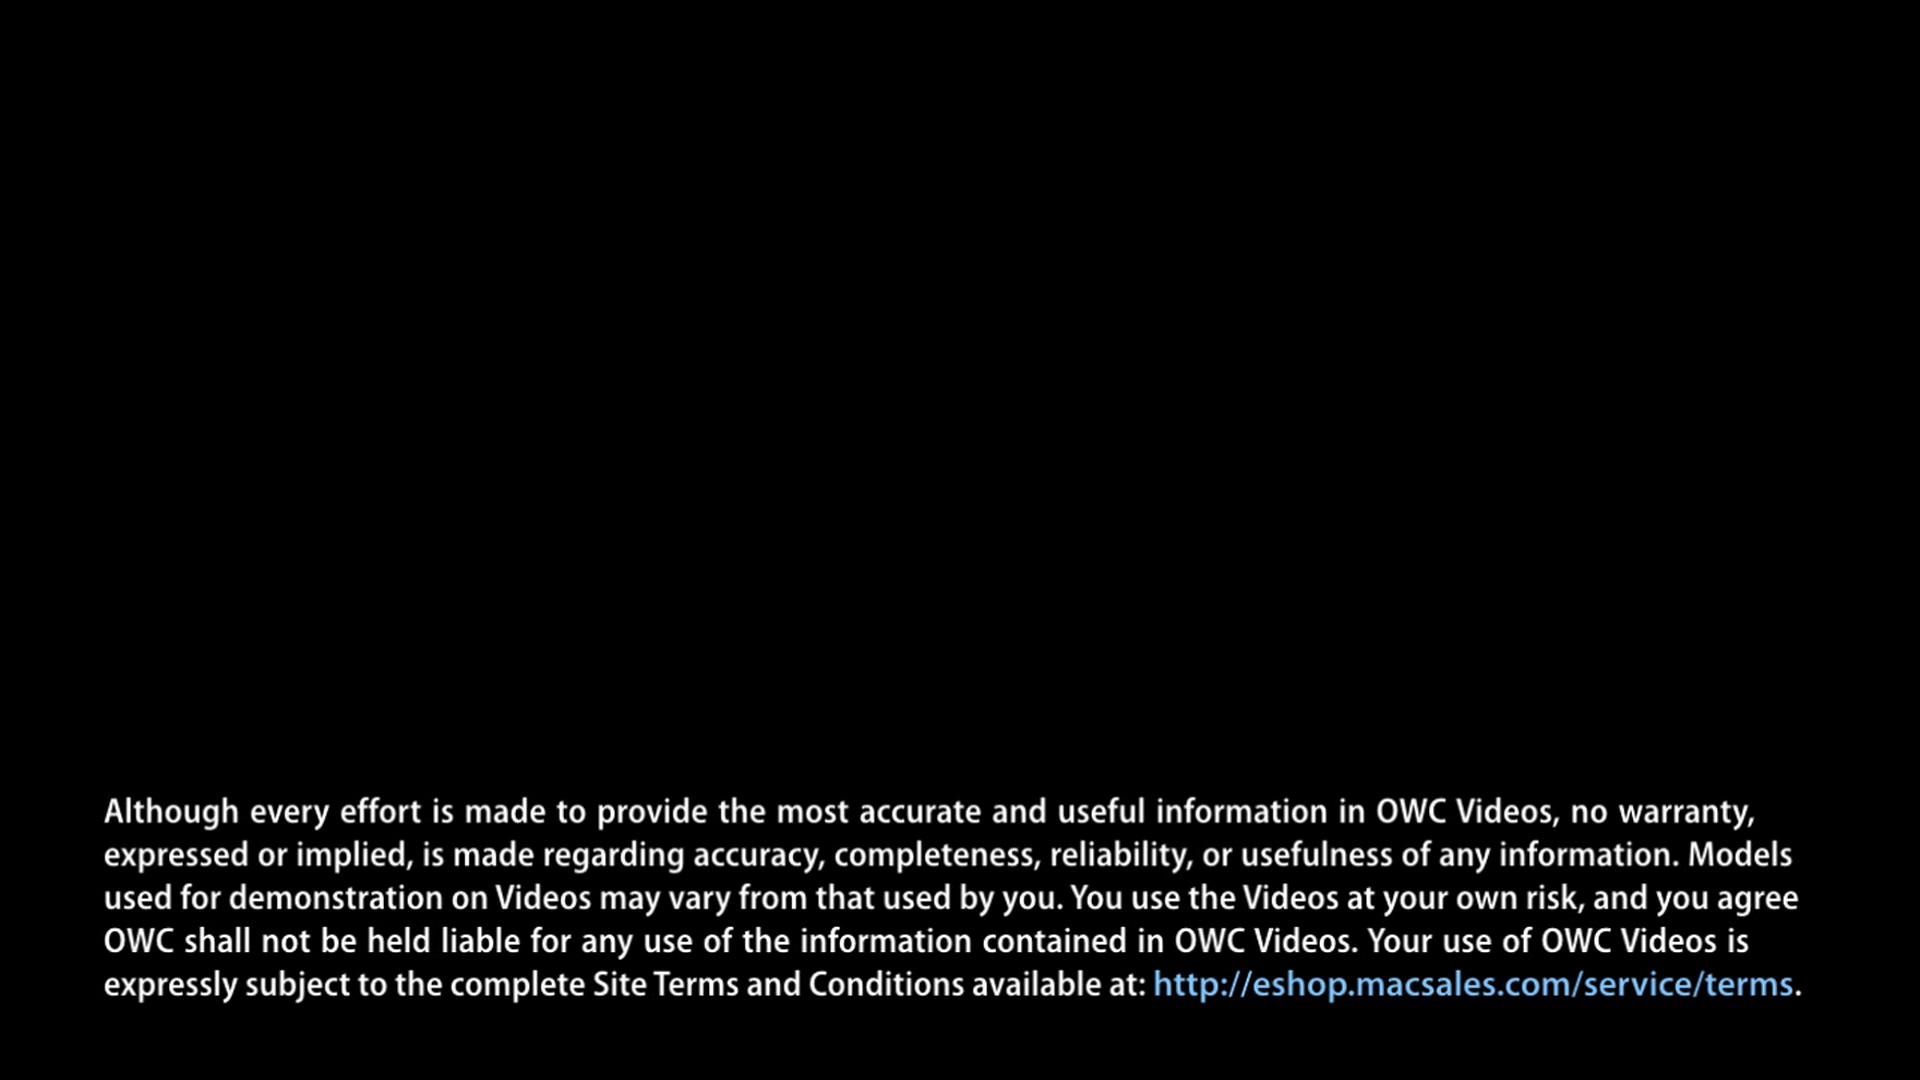 Although every effort is made to provide the most accurate and useful information in OWC Videos, no warranty,
expressed or implied, is made regarding accuracy, completeness, reliability, or usefulness of any information. Models
used for demonstration on Videos may vary from that used by you. You use the Videos at your own risk, and you agree
OWC shall not be held liable for any use of the information contained in OWC Videos. Your use of OWC Videos is
expressly subject to the complete Site Terms and Conditions available at: http://eshop.macsales.com/service/terms.